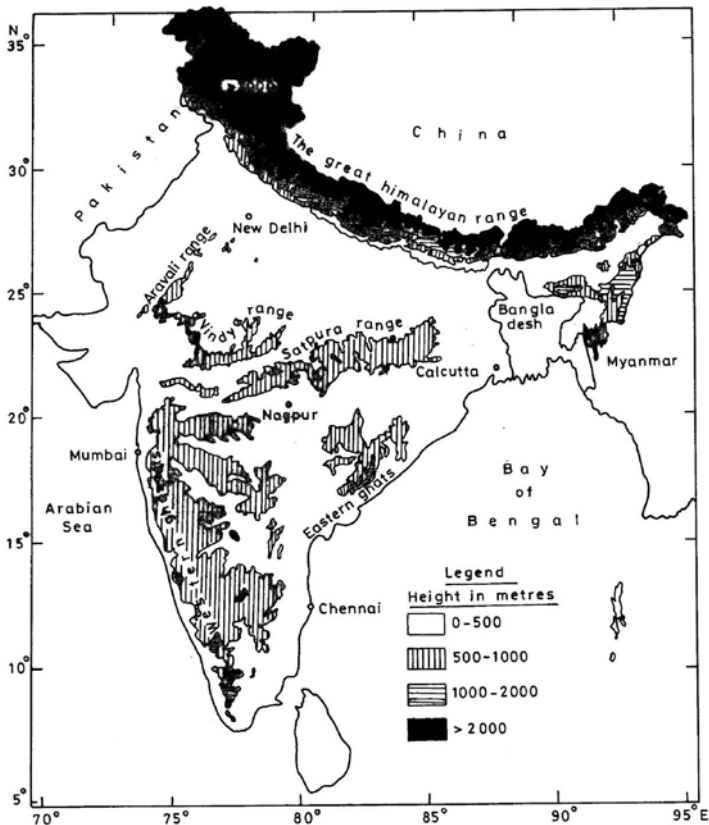 N
35°
30°
25°
20°
15°
10°
5°
Pakistan
China
The great himalayan range
New Delhi
Aravali range
Vindya range
Satpura range
Bangla
desh
Calcutta
Myanmar
Nagpur
Mumbai
Arabian
Sea
Western ghats
Eastern ghats
Bay
of
Bengal
Chennai
Legend
Height in metres
0-500
500-1000
1000-2000
>2000
70° 75° 80° 85° 90° 95° E